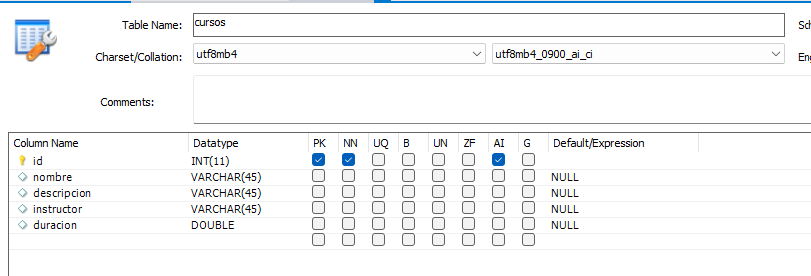 Table Name: cursos Sch
Charset/Collation: utf8mb4 utf8mb4_0900_ai_ci Eng
Comments:
Column Name Datatype PK NN UQ B UN ZF AI G Default/Expression
id INT(11)
nombre VARCHAR(45) NULL
descripcion VARCHAR(45) NULL
instructor VARCHAR(45) NULL
duracion DOUBLE NULL